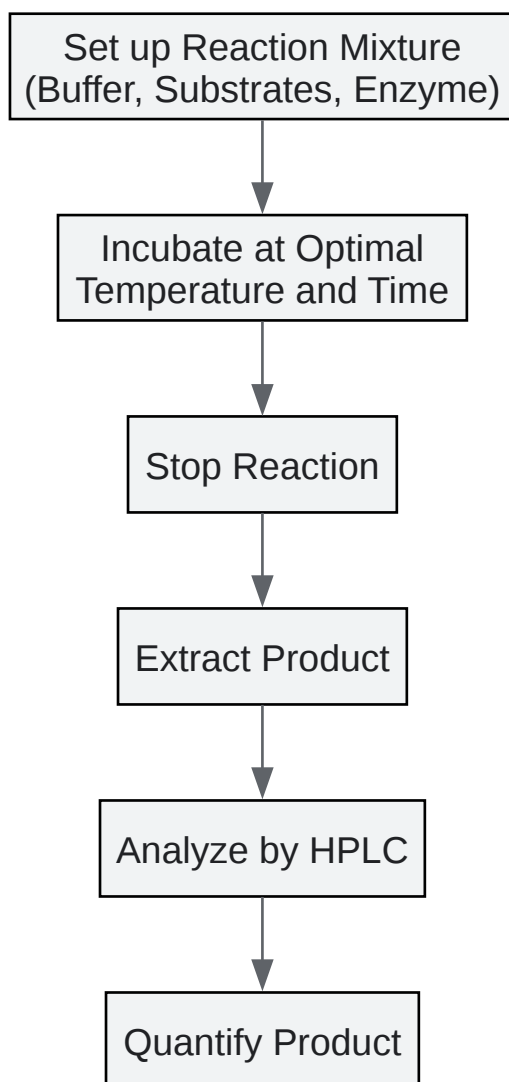 Set up Reaction Mixture
(Buffer, Substrates, Enzyme)
Incubate at Optimal
Temperature and Time
Stop Reaction
Extract Product
Analyze by HPLC
Quantify Product